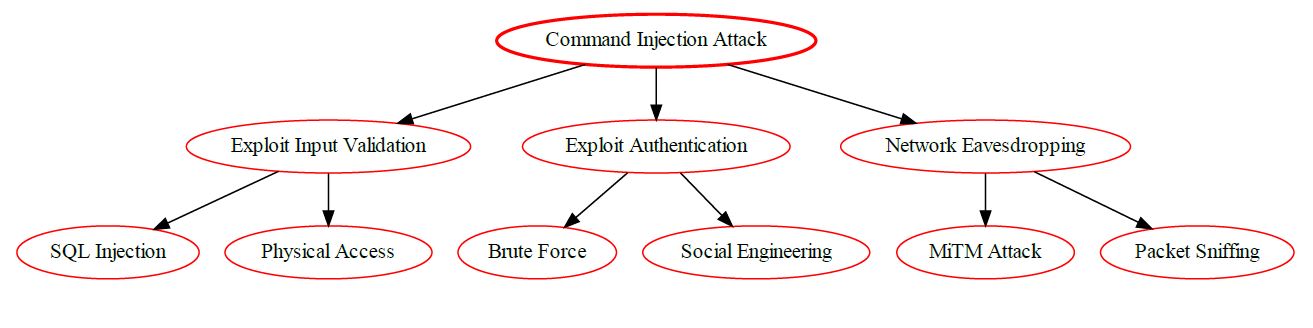 Command Injection Attack
Exploit Input Validation
Exploit Authentication
Network Eavesdropping
SQL Injection
Physical Access
Brute Force
Social Engineering
MiTM Attack
Packet Sniffing